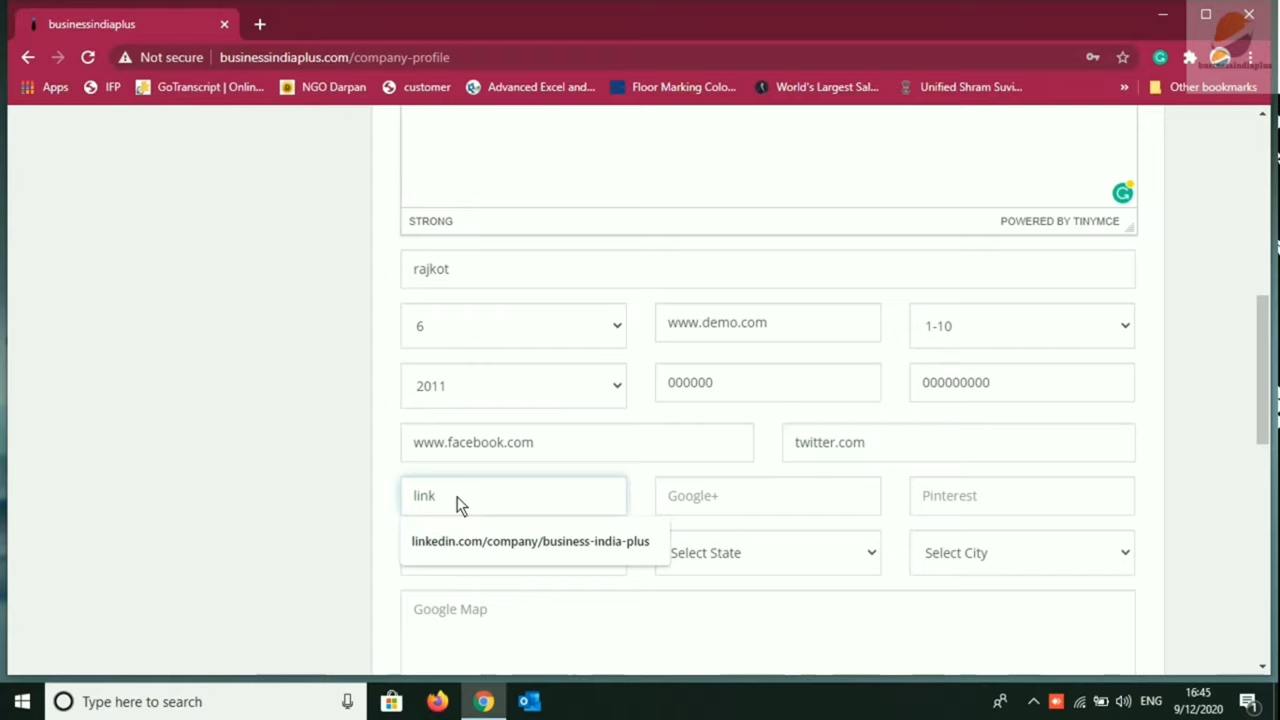 businessindiaplus
Not secure businessindiaplus.com/company-profile
Apps IFP GoTranscript | Onlin... NGO Darpan customer Advanced Excel and... Floor Marking Colo... World's Largest Sal... Unified Shram Suvi... » Other bookmarks
STRONG POWERED BY TINYMCE
rajkot
6 www.demo.com 1-10
2011 000000 000000000
www.facebook.com twitter.com
link Google+ Pinterest
linkedin.com/company/business-india-plus
Select State Select City
Google Map
Type here to search ENG 16:45
9/12/2020 1